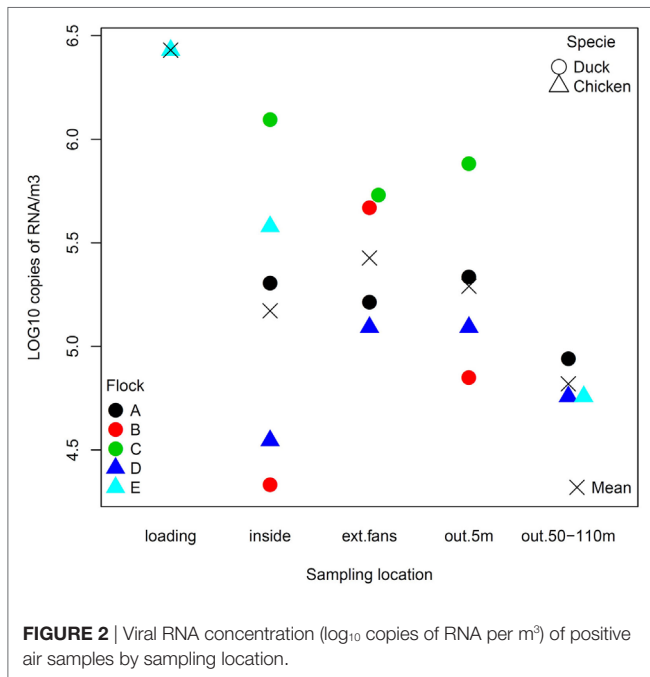 6.5
6.0
5.5
5.0
4.5
LOG10 copies of RNA/m3
Specie
Duck
Chicken
Flock
A
B
C
D
E
Mean
loading inside ext.fans out.5m out.50−110m
Sampling location
FIGURE 2 | Viral RNA concentration (log₁₀ copies of RNA per m³) of positive
air samples by sampling location.